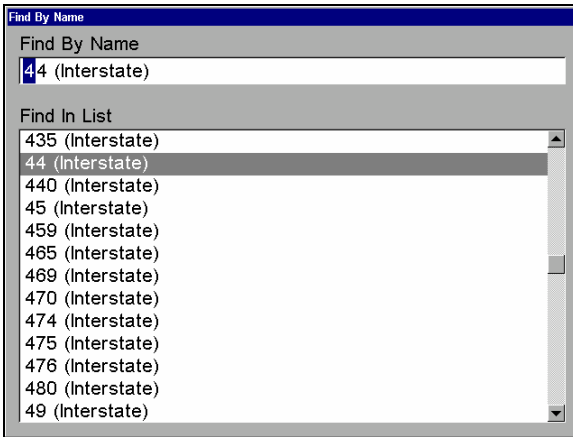 Find By Name
Find By Name
44 (Interstate)
Find In List
435 (Interstate)
44 (Interstate)
440 (Interstate)
45 (Interstate)
459 (Interstate)
465 (Interstate)
469 (Interstate)
470 (Interstate)
474 (Interstate)
475 (Interstate)
476 (Interstate)
480 (Interstate)
49 (Interstate)